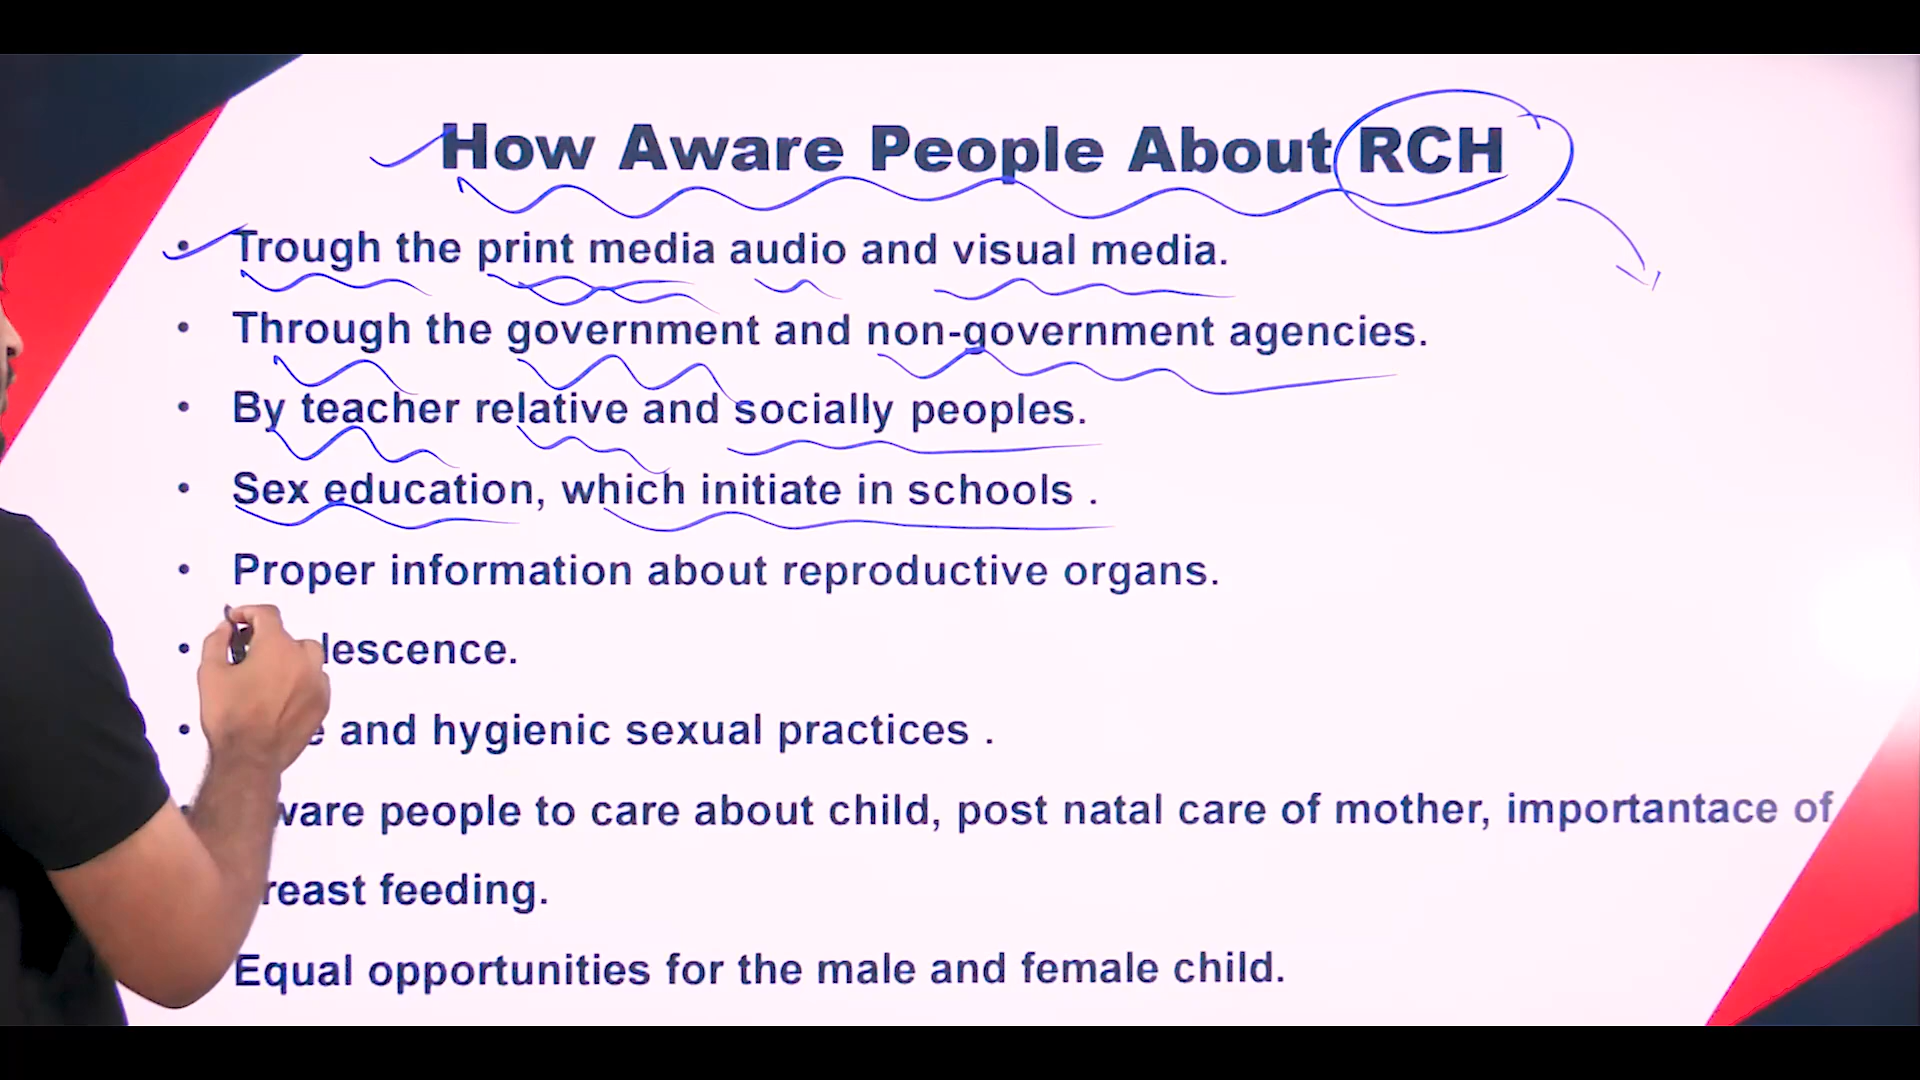 How Aware People About RCH
• Trough the print media audio and visual media.
• Through the government and non-government agencies.
• By teacher relative and socially peoples.
• Sex education, which initiate in schools .
• Proper information about reproductive organs.
• lescence.
• and hygienic sexual practices .
people to care about child, post natal care of mother, importantace of
feeding.
Equal opportunities for the male and female child.